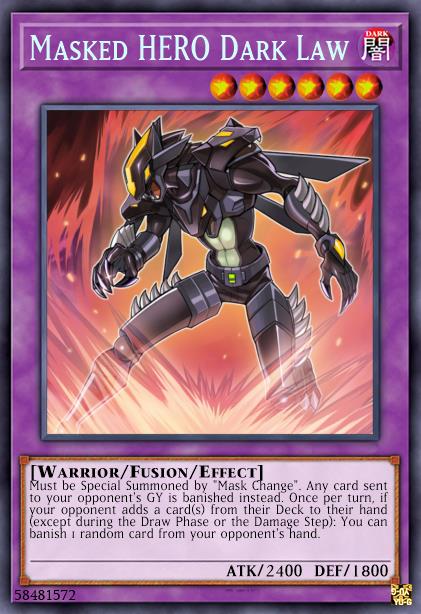 Masked HERO Dark Law
DARK
闇
[Warrior/Fusion/Effect]
Must be Special Summoned by "Mask Change". Any card sent
to your opponent's GY is banished instead. Once per turn, if
your opponent adds a card(s) from their Deck to their hand
(except during the Draw Phase or the Damage Step): You can
banish 1 random card from your opponent's hand.
ATK/2400 DEF/1800
58481572